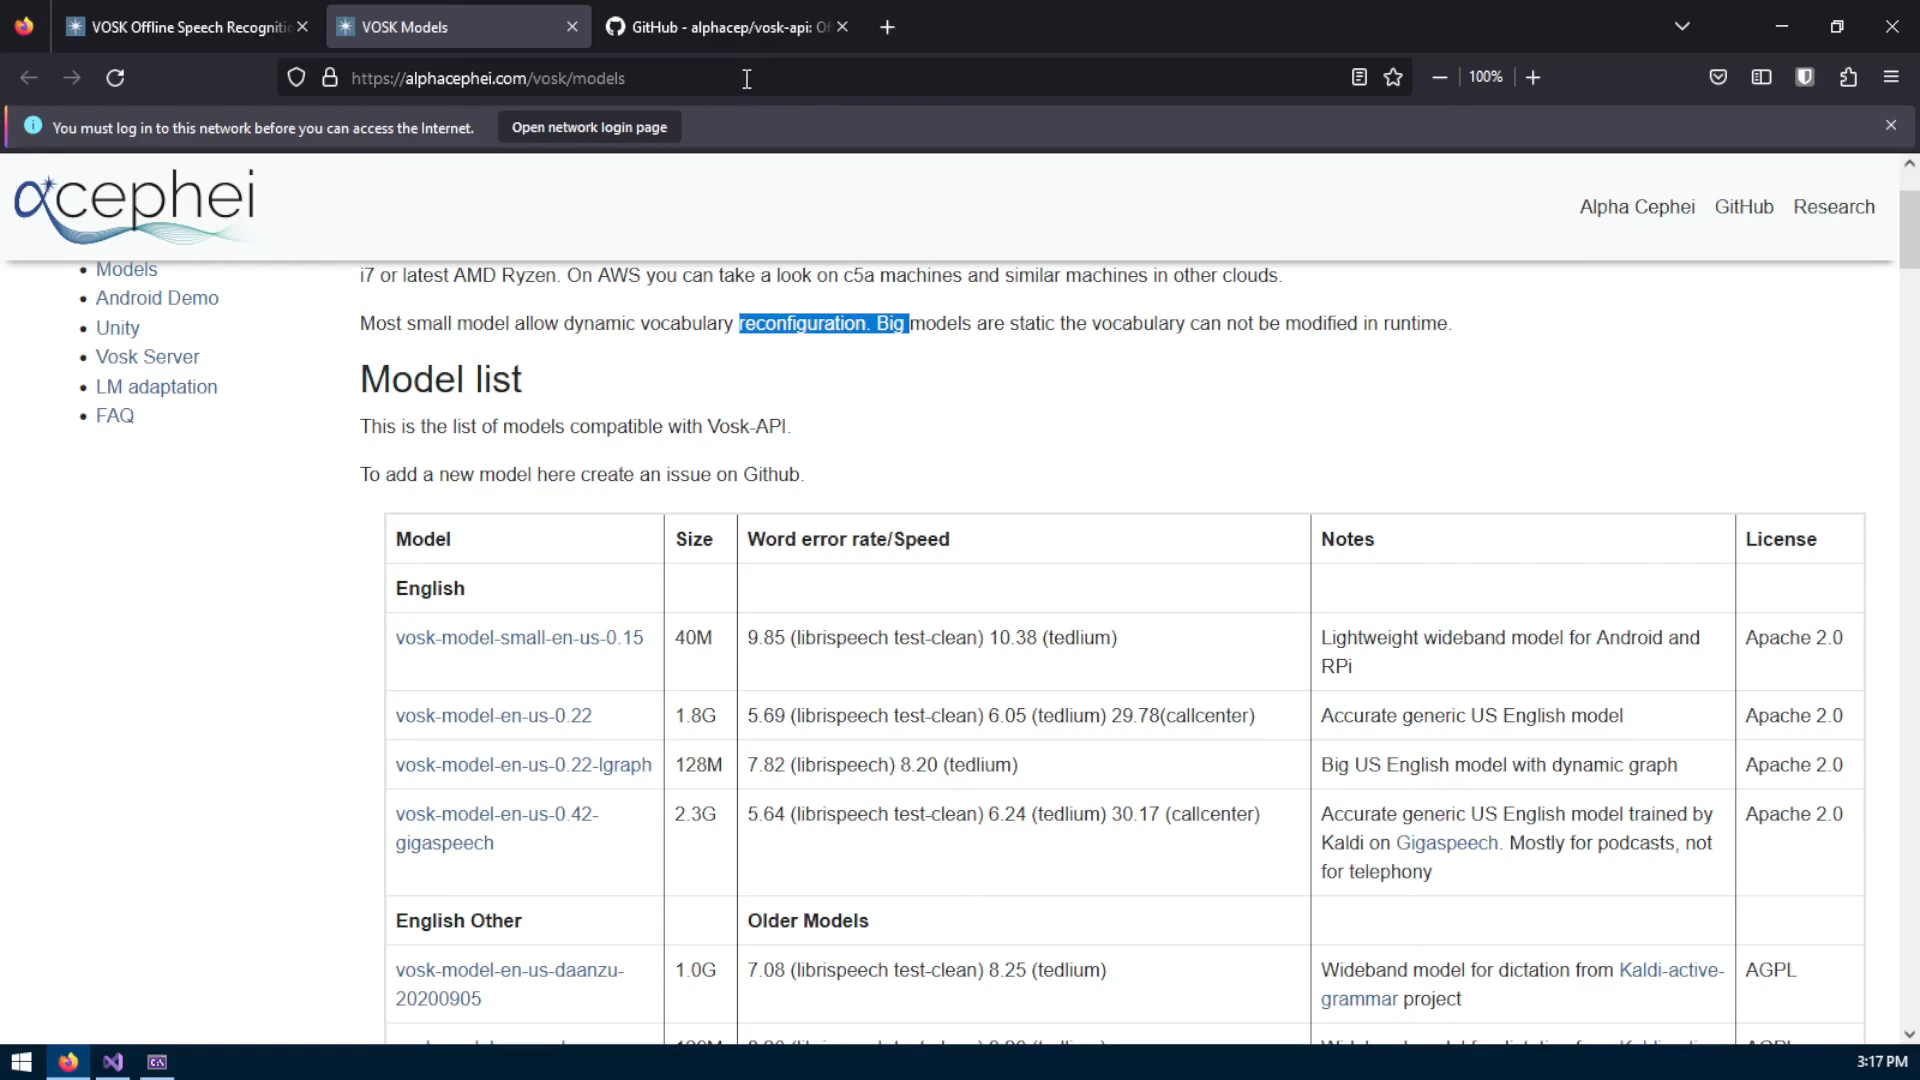 VOSK Offline Speech Recognitio
VOSK Models
GitHub - alphacep/vosk-api: Of
https://alphacephei.com/vosk/models
100%
You must log in to this network before you can access the Internet.
Open network login page
αcephei
Alpha Cephei
GitHub
Research
Models
Android Demo
Unity
Vosk Server
LM adaptation
FAQ
i7 or latest AMD Ryzen. On AWS you can take a look on c5a machines and similar machines in other clouds.
Most small model allow dynamic vocabulary reconfiguration. Big models are static the vocabulary can not be modified in runtime.
Model list
This is the list of models compatible with Vosk-API.
To add a new model here create an issue on Github.
Model Size Word error rate/Speed Notes License
English
vosk-model-small-en-us-0.15 40M 9.85 (librispeech test-clean) 10.38 (tedlium) Lightweight wideband model for Android and Apache 2.0
RPi
vosk-model-en-us-0.22 1.8G 5.69 (librispeech test-clean) 6.05 (tedlium) 29.78(callcenter) Accurate generic US English model Apache 2.0
vosk-model-en-us-0.22-lgraph 128M 7.82 (librispeech) 8.20 (tedlium) Big US English model with dynamic graph Apache 2.0
vosk-model-en-us-0.42- 2.3G 5.64 (librispeech test-clean) 6.24 (tedlium) 30.17 (callcenter) Accurate generic US English model trained by Apache 2.0
gigaspeech Kaldi on Gigaspeech. Mostly for podcasts, not
for telephony
English Other Older Models
vosk-model-en-us-daanzu- 1.0G 7.08 (librispeech test-clean) 8.25 (tedlium) Wideband model for dictation from Kaldi-active- AGPL
20200905 grammar project
3:17 PM